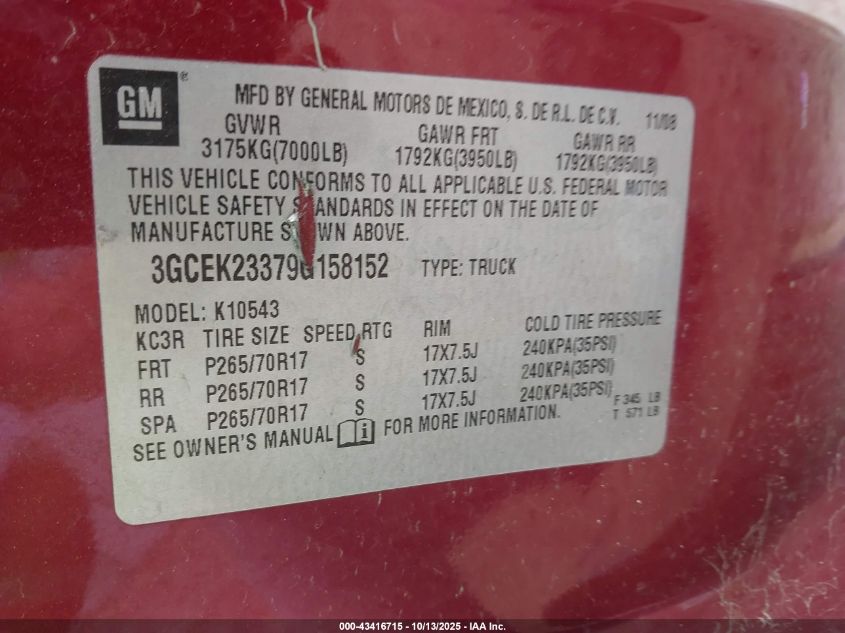 GM ®
MFD BY GENERAL MOTORS DE MEXICO, S. DE R.L. DE C.V. 11/08
GVWR GAWR FRT GAWR RR
3175KG(7000LB) 1792KG(3950LB) 1792KG(3950LB)
THIS VEHICLE CONFORMS TO ALL APPLICABLE U.S. FEDERAL MOTOR
VEHICLE SAFETY STANDARDS IN EFFECT ON THE DATE OF
MANUFACTURE SHOWN ABOVE.
3GCEK23379G158152 TYPE: TRUCK
MODEL: K10543
KC3R TIRE SIZE SPEED RTG RIM COLD TIRE PRESSURE
FRT P265/70R17 S 17X7.5J 240KPA(35PSI)
RR P265/70R17 S 17X7.5J 240KPA(35PSI)
SPA P265/70R17 S 17X7.5J 240KPA(35PSI) F 345 LB
T 571 LB
SEE OWNER'S MANUAL i FOR MORE INFORMATION.
000-43416715 - 10/13/2025 - IAA Inc.